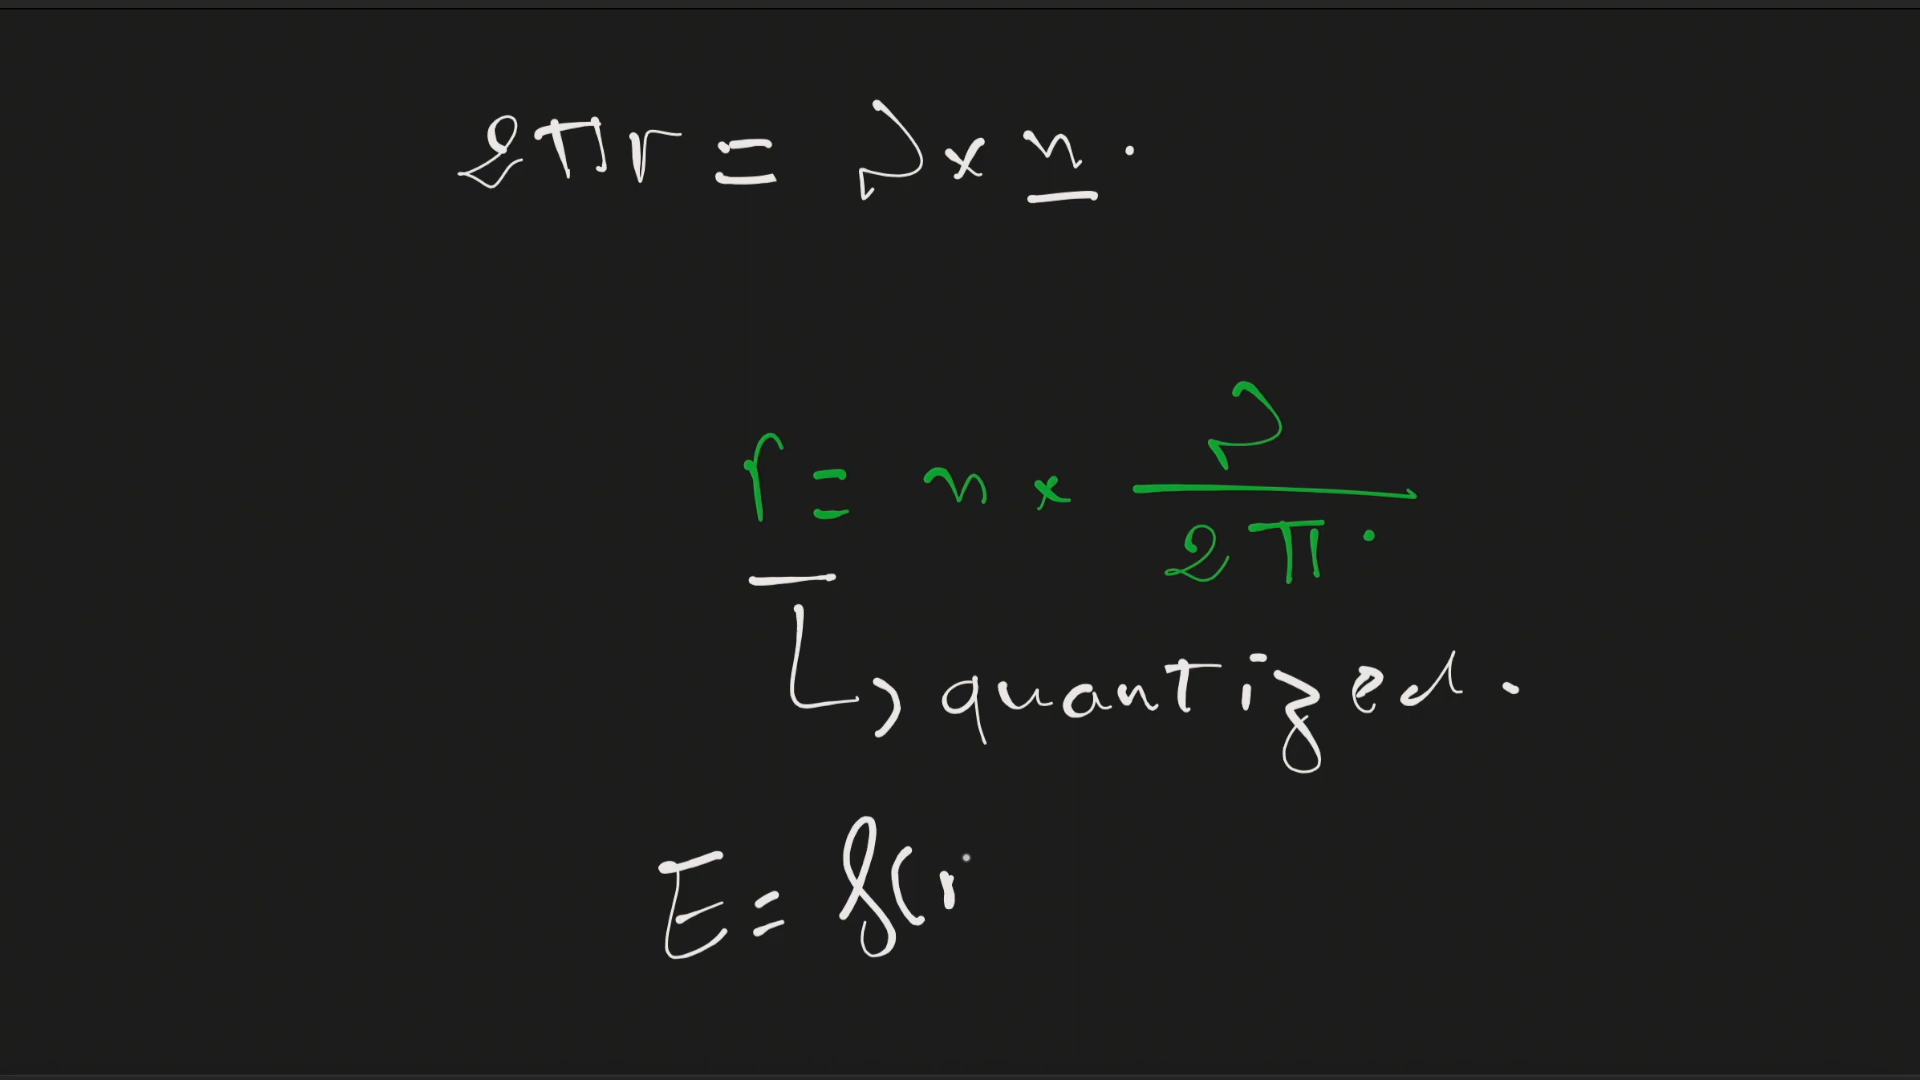 2πr = λ × n.
r = n × λ / 2π.
↳ quantized.
E = f(r